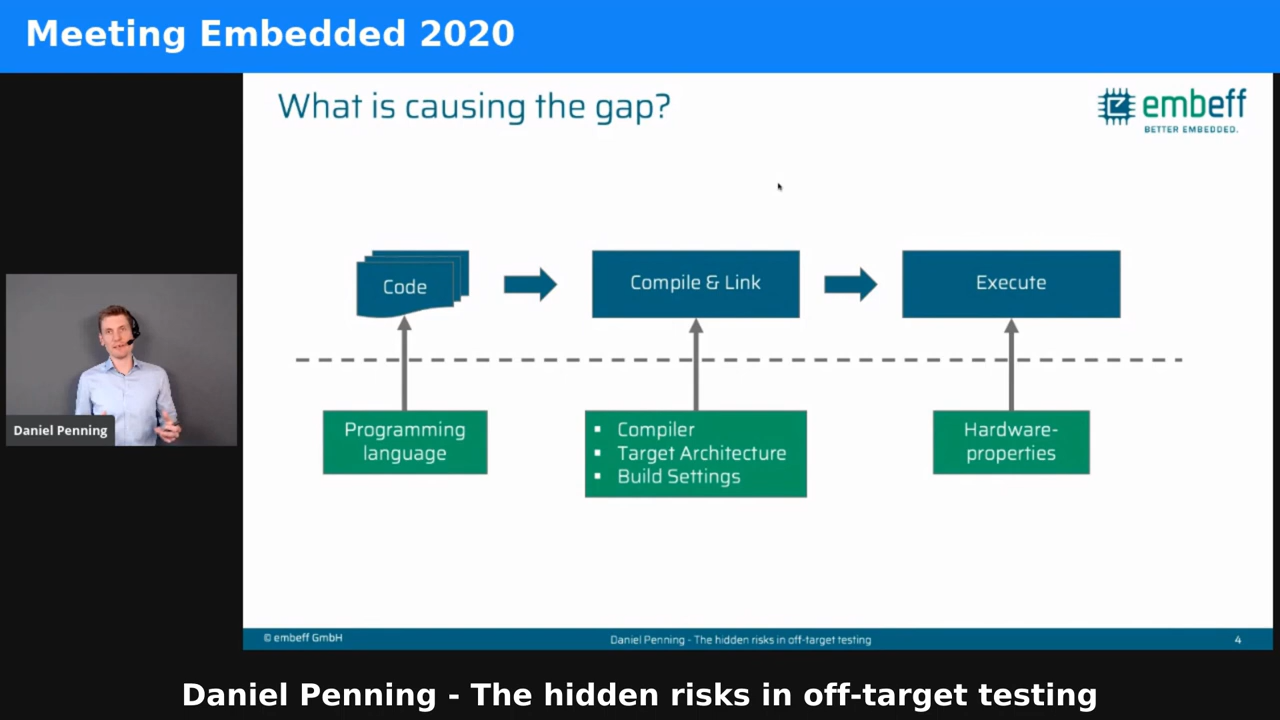 Meeting Embedded 2020
What is causing the gap?
embeff
BETTER EMBEDDED.
Code
Compile & Link
Execute
Programming
language
▪ Compiler
▪ Target Architecture
▪ Build Settings
Hardware-
properties
Daniel Penning
© embeff GmbH
Daniel Penning - The hidden risks in off-target testing
4
Daniel Penning - The hidden risks in off-target testing